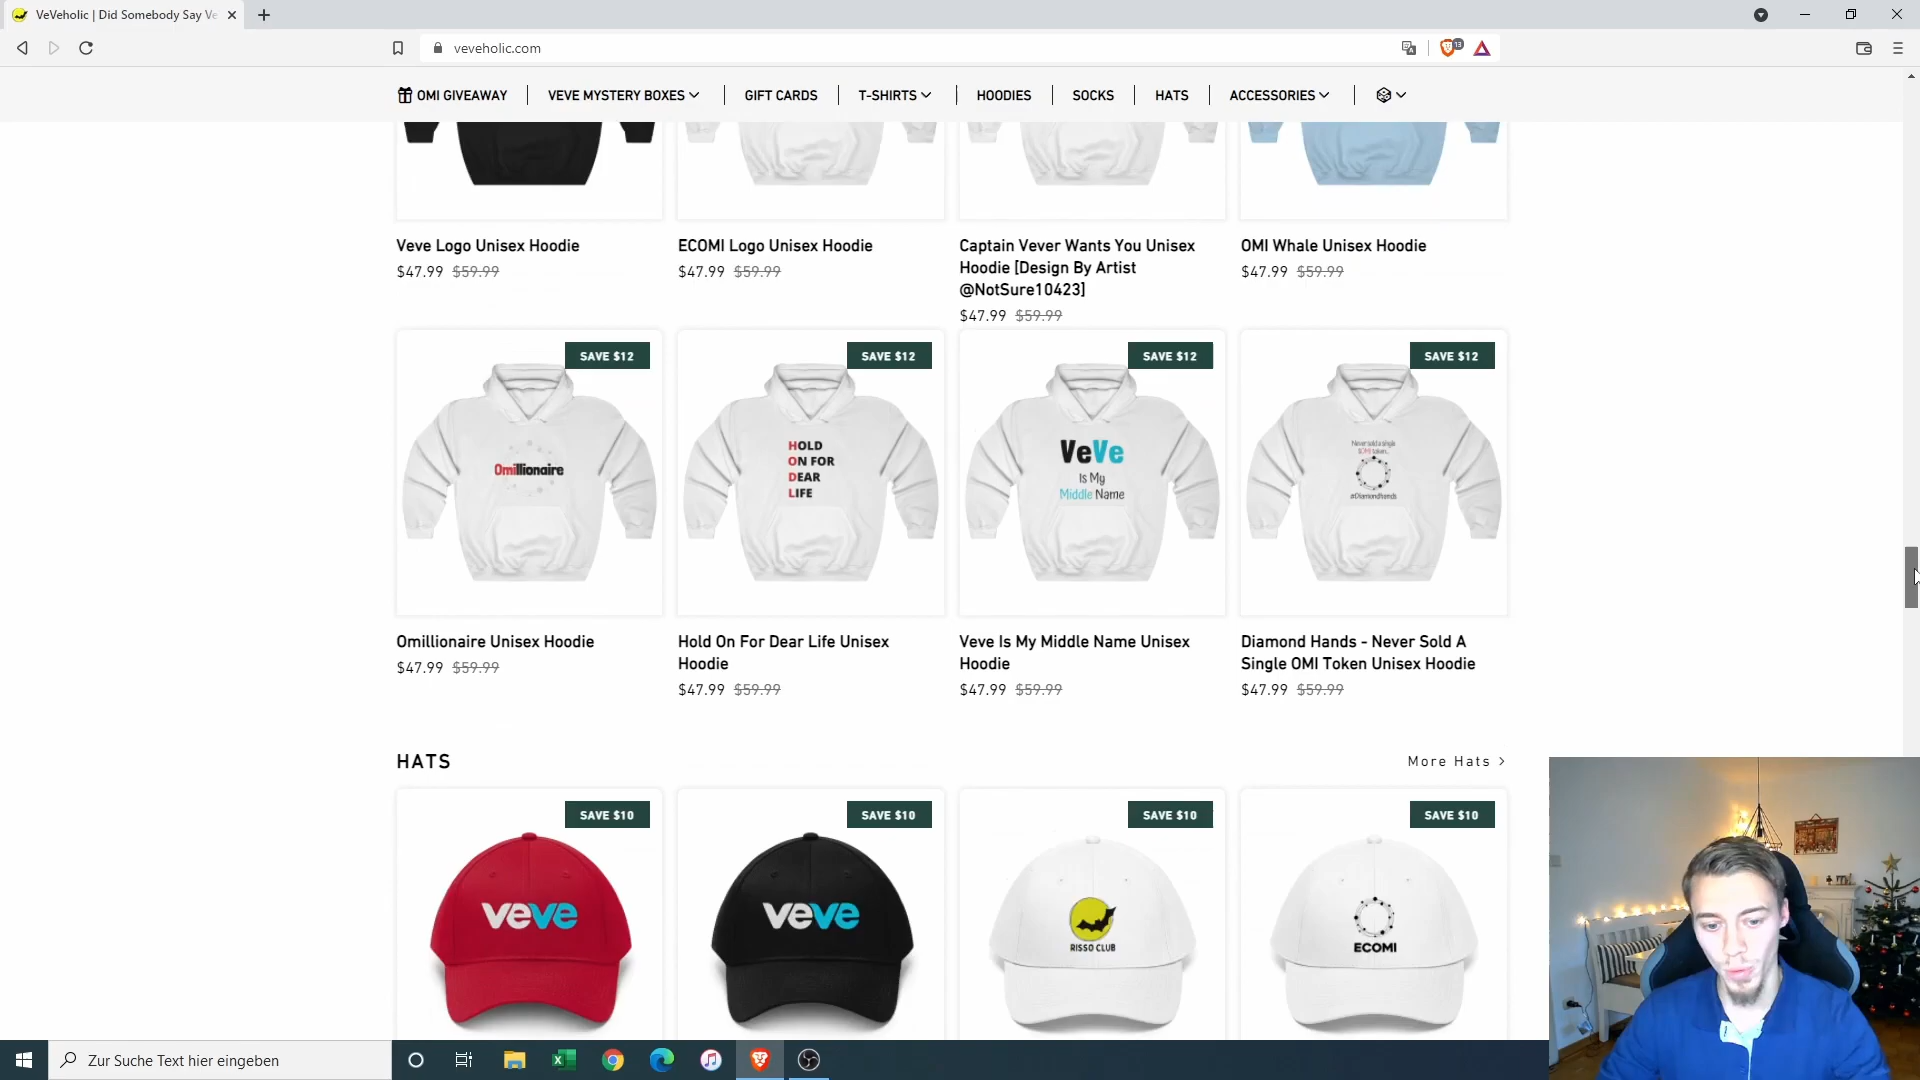 VeVeholic | Did Somebody Say Ve
veveholic.com
13
OMI GIVEAWAY
VEVE MYSTERY BOXES
GIFT CARDS
T-SHIRTS
HOODIES
SOCKS
HATS
ACCESSORIES
Veve Logo Unisex Hoodie
$47.99 $59.99
ECOMI Logo Unisex Hoodie
$47.99 $59.99
Captain Vever Wants You Unisex
Hoodie [Design By Artist
@NotSure10423]
$47.99 $59.99
OMI Whale Unisex Hoodie
$47.99 $59.99
SAVE $12
Omillionaire
Omillionaire Unisex Hoodie
$47.99 $59.99
SAVE $12
HOLD
ON FOR
DEAR
LIFE
Hold On For Dear Life Unisex
Hoodie
$47.99 $59.99
SAVE $12
VeVe
Is My
Middle Name
Veve Is My Middle Name Unisex
Hoodie
$47.99 $59.99
SAVE $12
Never sold a single
$OMI token...
#Diamondhands
Diamond Hands - Never Sold A
Single OMI Token Unisex Hoodie
$47.99 $59.99
HATS
More Hats >
SAVE $10
veve
SAVE $10
veve
SAVE $10
RISSO CLUB
SAVE $10
ECOMI
Zur Suche Text hier eingeben